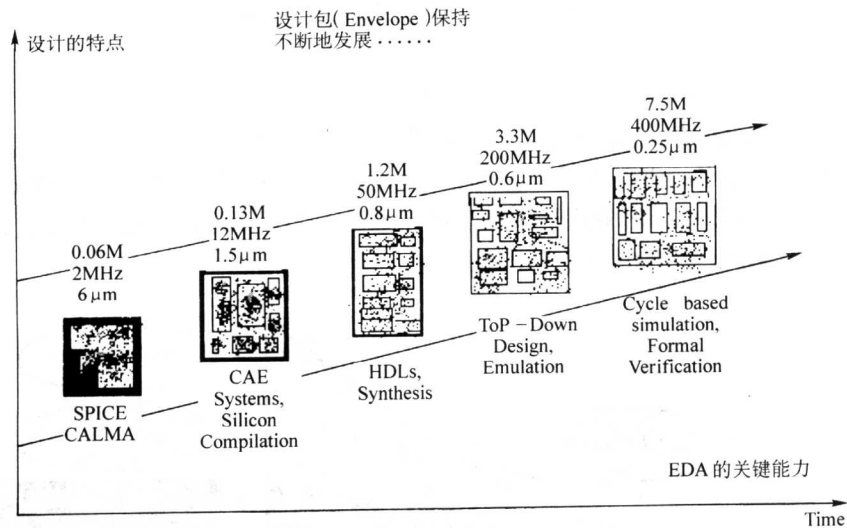 设计包(Envelope)保持
不断地发展······
设计的特点
7.5M
400MHz
0.25μm
3.3M
200MHz
0.6μm
1.2M
50MHz
0.8μm
0.13M
12MHz
1.5μm
0.06M
2MHz
6μm
SPICE
CALMA
CAE
Systems,
Silicon
Compilation
HDLs,
Synthesis
ToP－Down
Design,
Emulation
Cycle based
simulation,
Formal
Verification
EDA的关键能力
Time